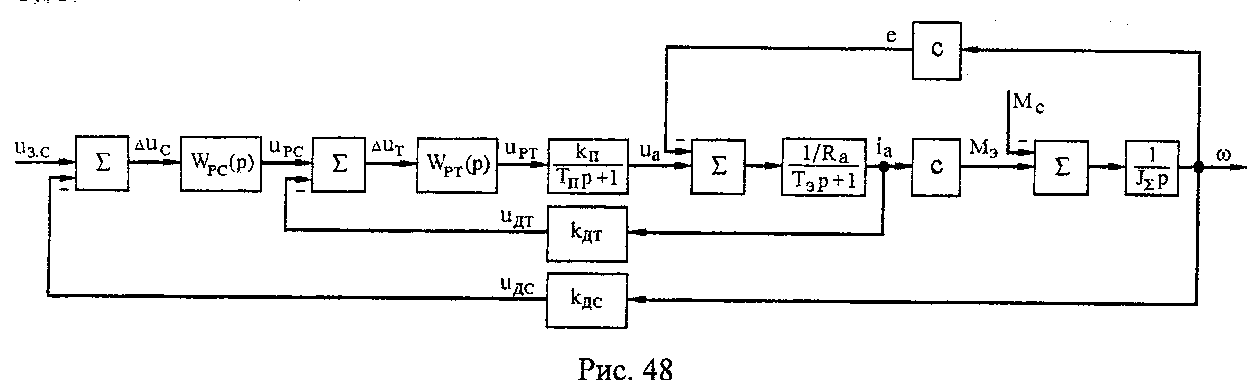 e
c
M_c
u_З.С
Σ
Δu_C
W_PC(p)
u_PC
Σ
Δu_T
W_PT(p)
u_PT
k_П
T_П p+1
u_a
Σ
1/R_a
T_Э p+1
i_a
c
M_Э
Σ
1
J_Σ p
ω
u_ДТ
k_ДТ
u_ДС
k_ДС
Рис. 48